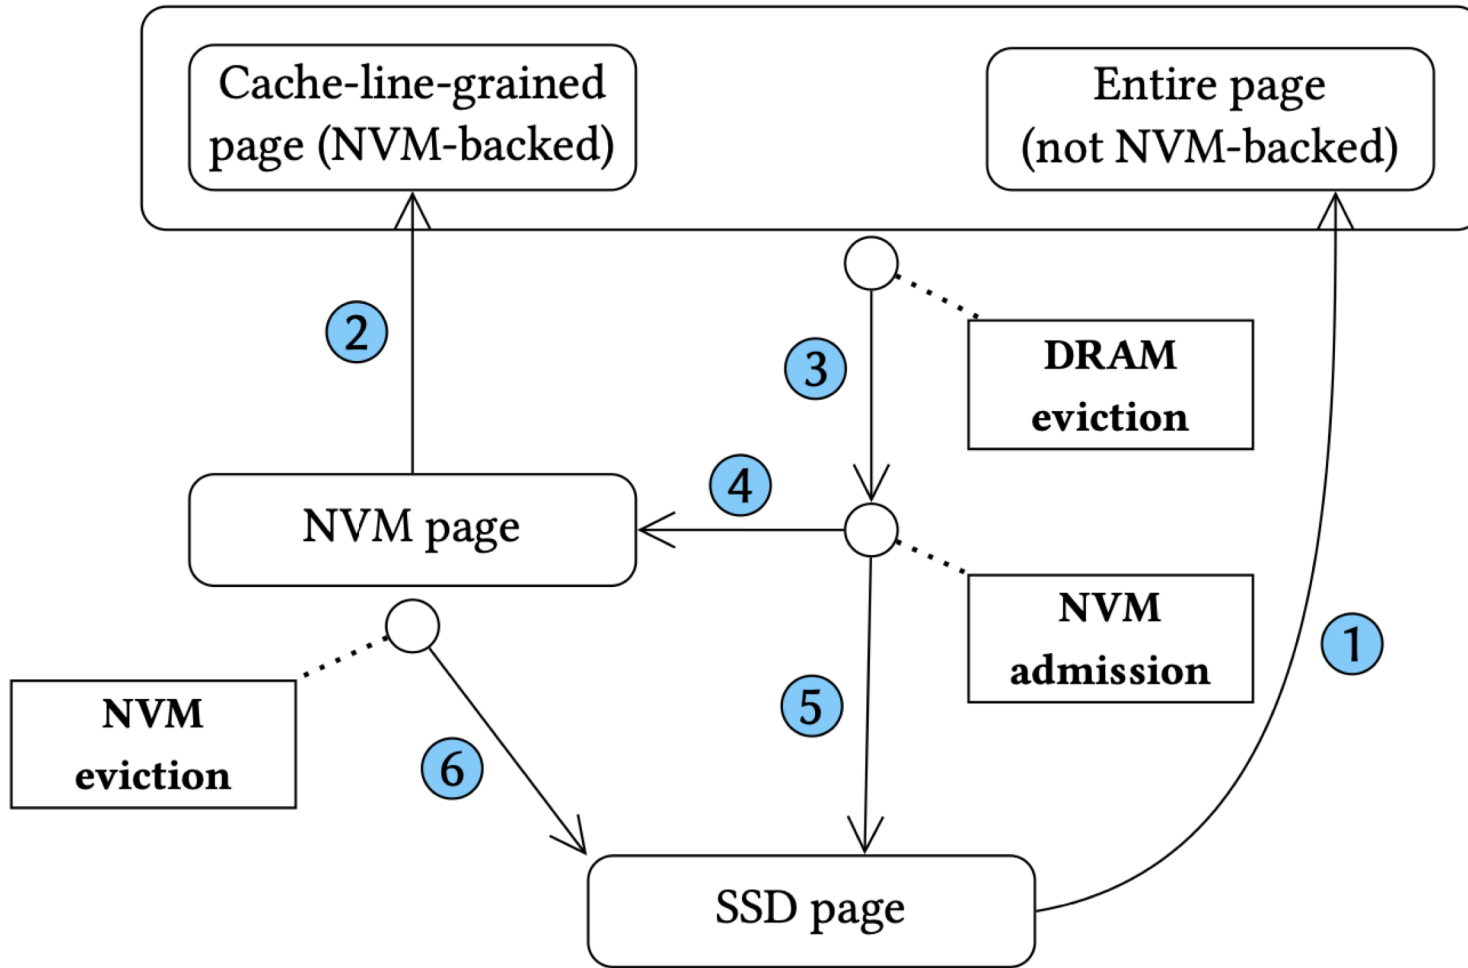 Cache-line-grained
page (NVM-backed)
Entire page
(not NVM-backed)
2
3
DRAM
eviction
4
NVM page
NVM
admission
1
NVM
eviction
5
6
SSD page